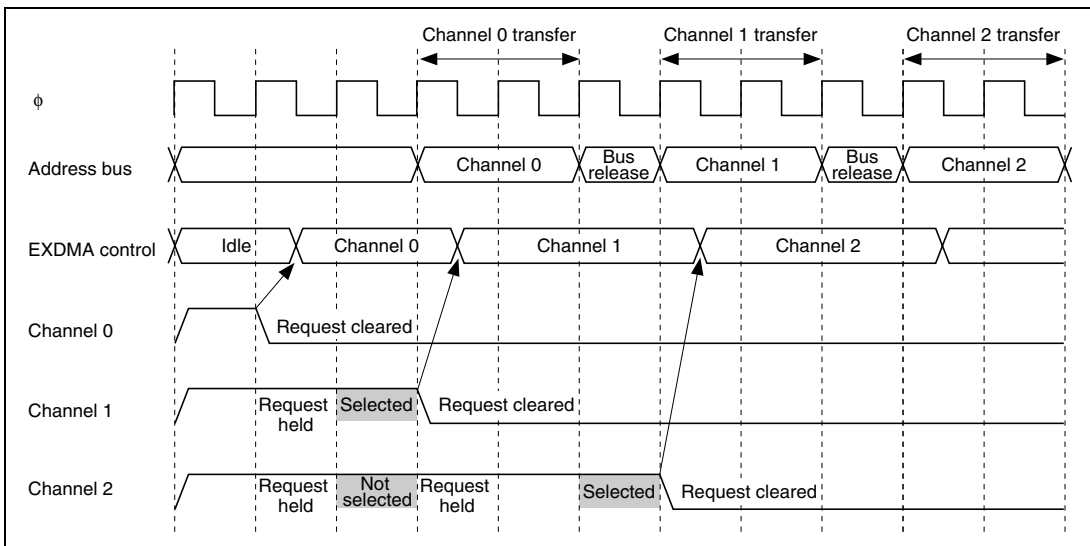 Channel 0 transfer Channel 1 transfer Channel 2 transfer
ϕ
Address bus Channel 0 Bus release Channel 1 Bus release Channel 2
EXDMA control Idle Channel 0 Channel 1 Channel 2
Channel 0 Request cleared
Channel 1 Request held Selected Request cleared
Channel 2 Request held Not selected Request held Selected Request cleared